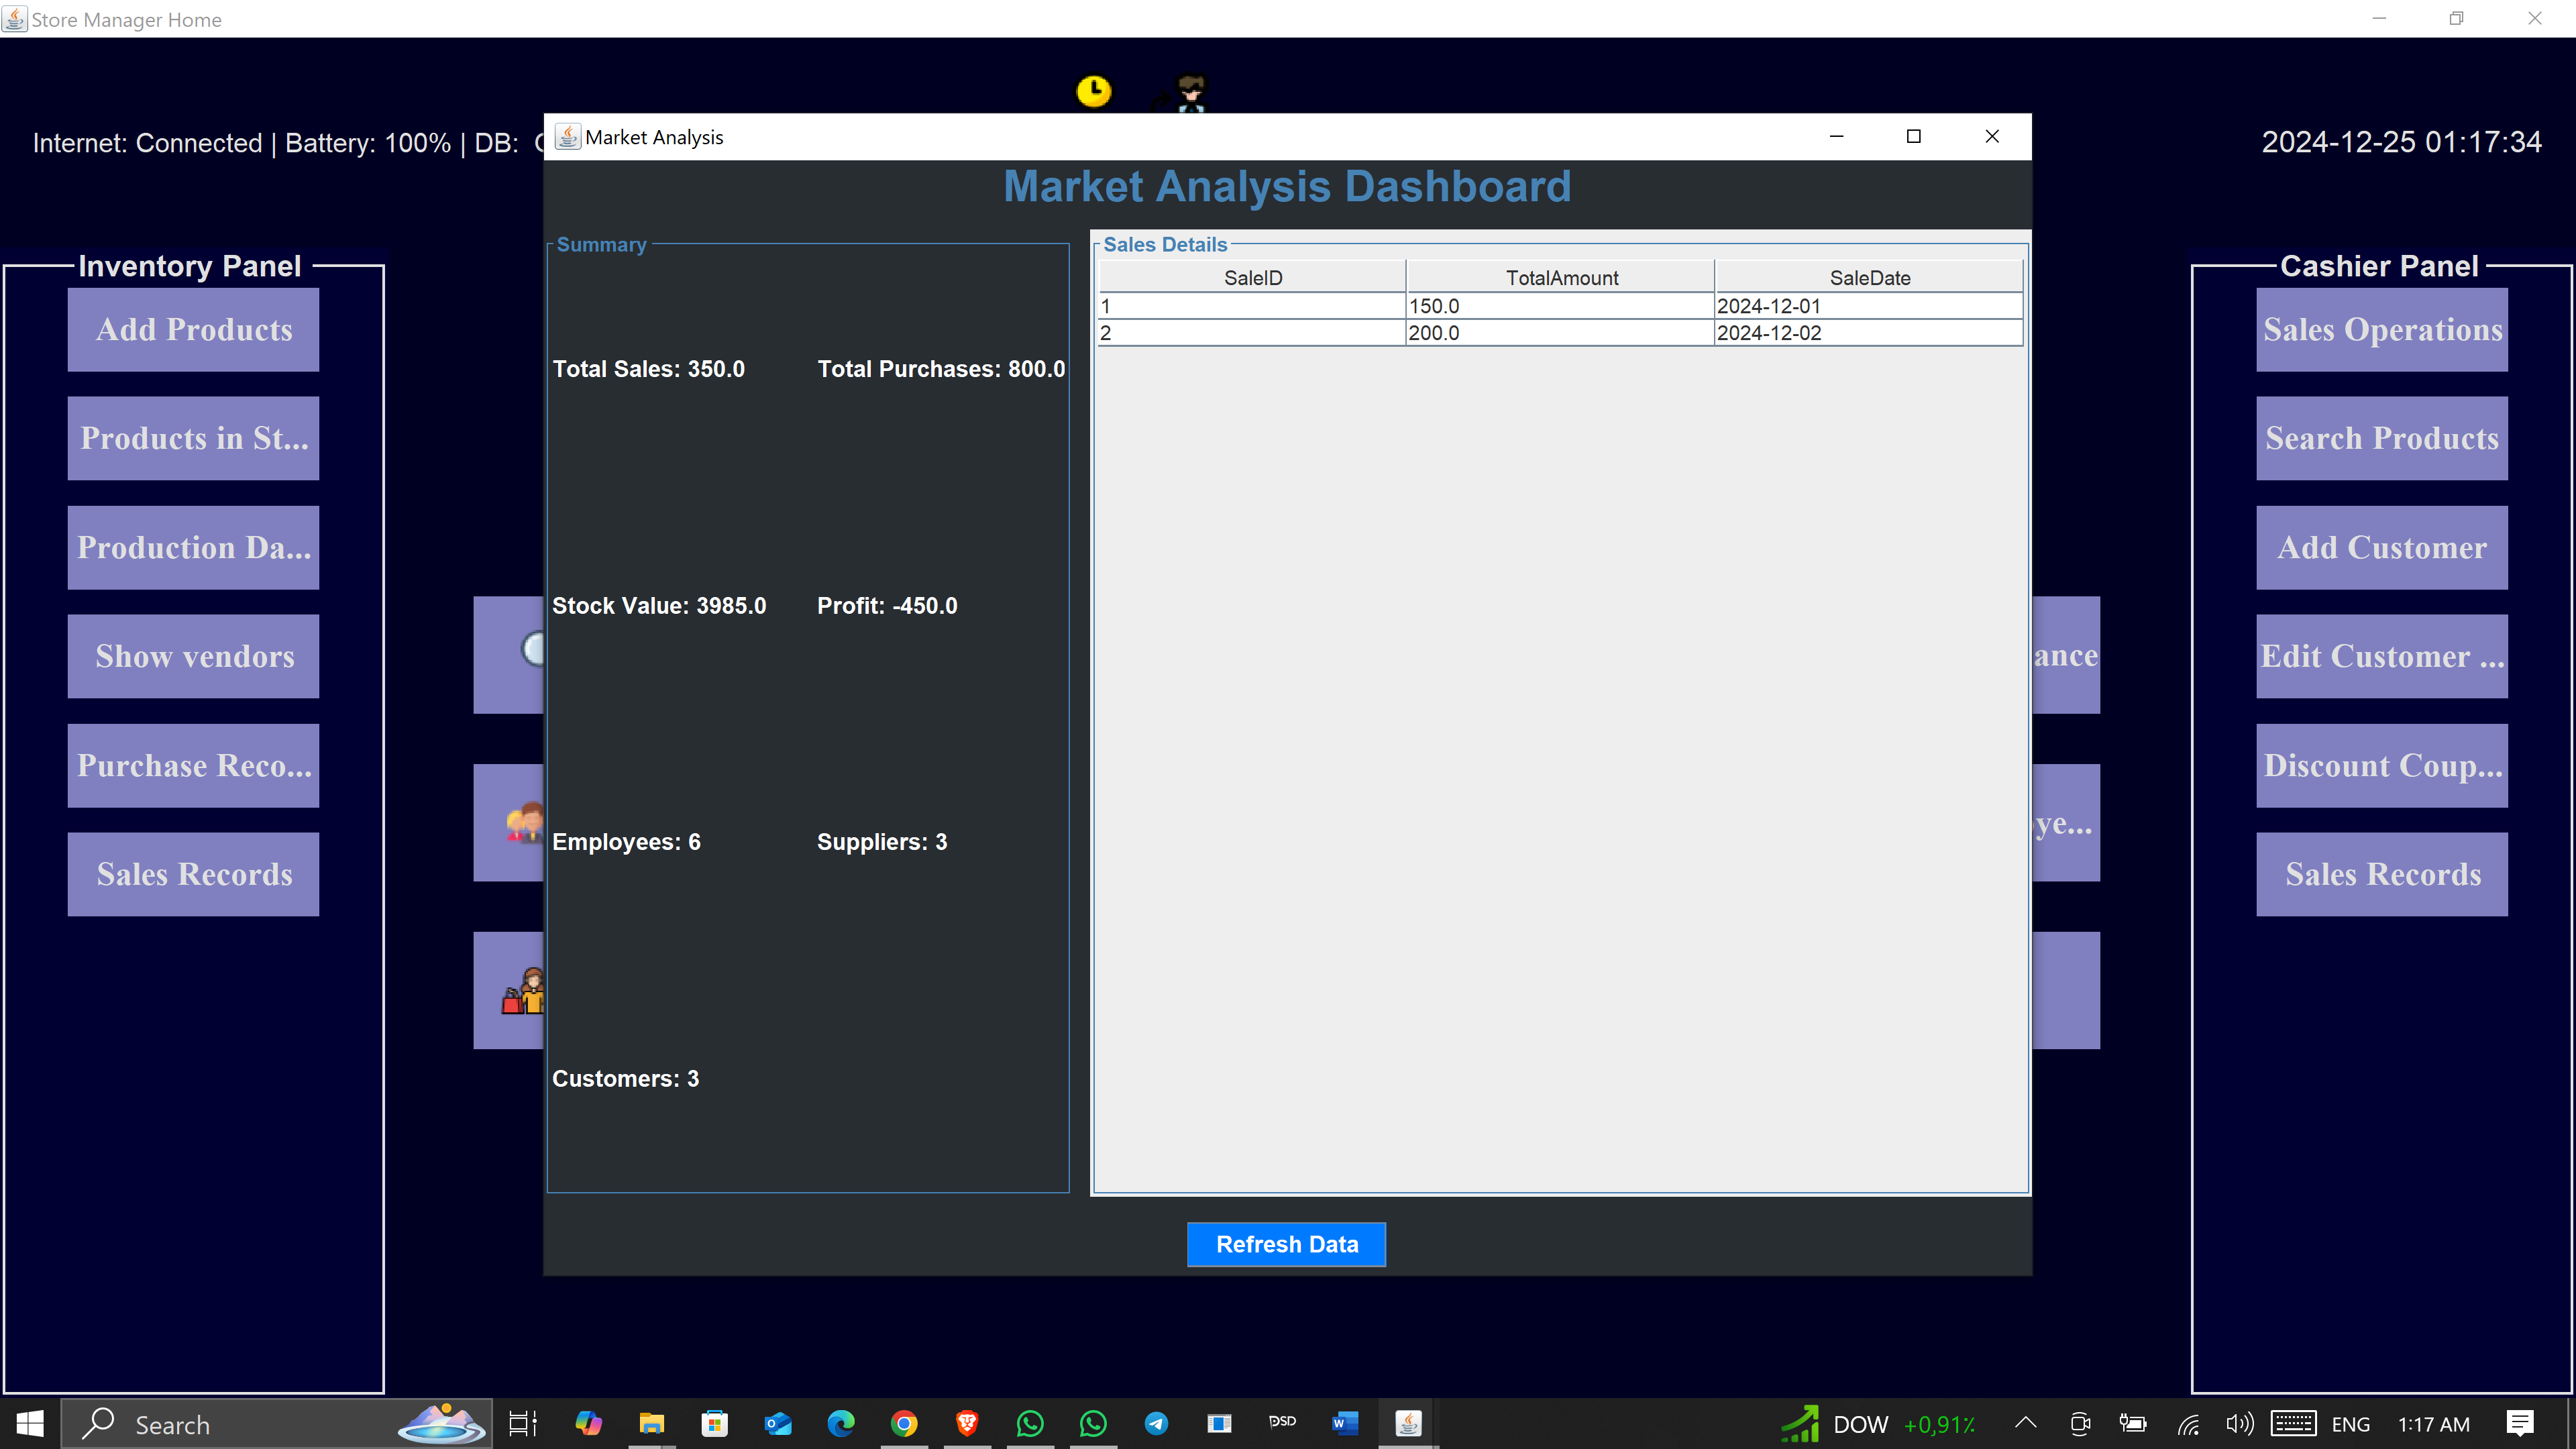 Store Manager Home
Internet: Connected | Battery: 100% | DB:
2024-12-25 01:17:34
Inventory Panel
Add Products
Products in St...
Production Da...
Show vendors
Purchase Reco...
Sales Records
Market Analysis
Market Analysis Dashboard
Summary
Total Sales: 350.0 Total Purchases: 800.0
Stock Value: 3985.0 Profit: -450.0
Employees: 6 Suppliers: 3
Customers: 3
Sales Details
SaleID TotalAmount SaleDate
1 150.0 2024-12-01
2 200.0 2024-12-02
Refresh Data
ance
ye...
Cashier Panel
Sales Operations
Search Products
Add Customer
Edit Customer ...
Discount Coup...
Sales Records
Search
PSD
DOW +0,91%
ENG
1:17 AM